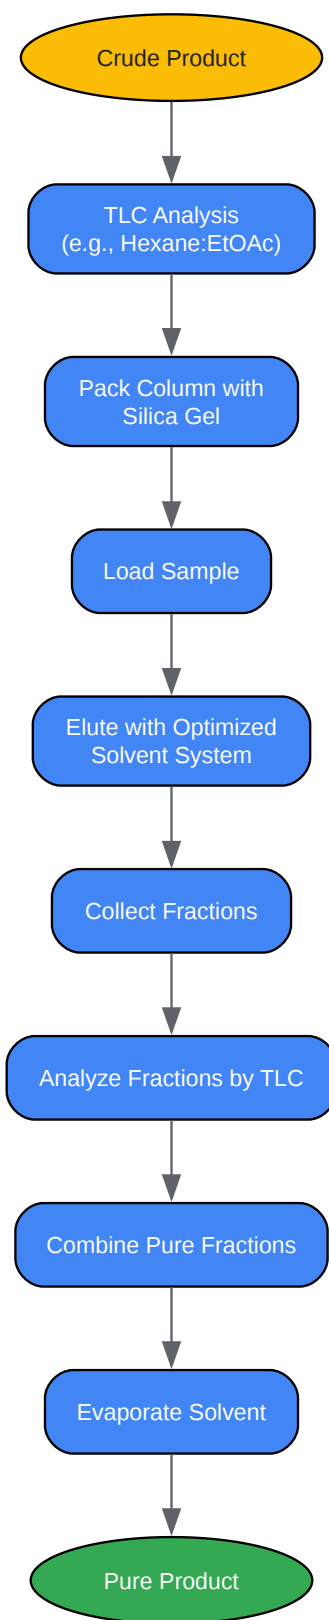 Crude Product
TLC Analysis
(e.g., Hexane:EtOAc)
Pack Column with
Silica Gel
Load Sample
Elute with Optimized
Solvent System
Collect Fractions
Analyze Fractions by TLC
Combine Pure Fractions
Evaporate Solvent
Pure Product